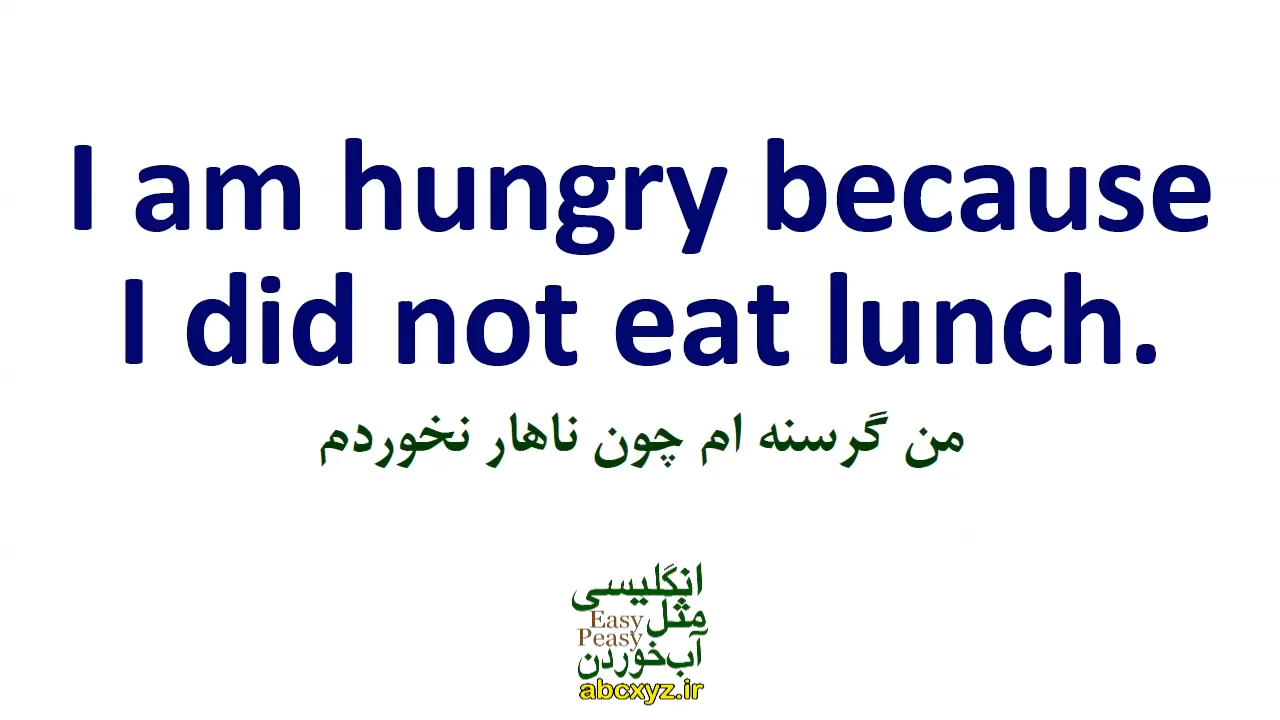 I am hungry because
I did not eat lunch.
من گرسنه ام چون ناهار نخوردم
انگلیسی
مثل
Easy
Peasy
آب‌خوردن
abcxyz.ir